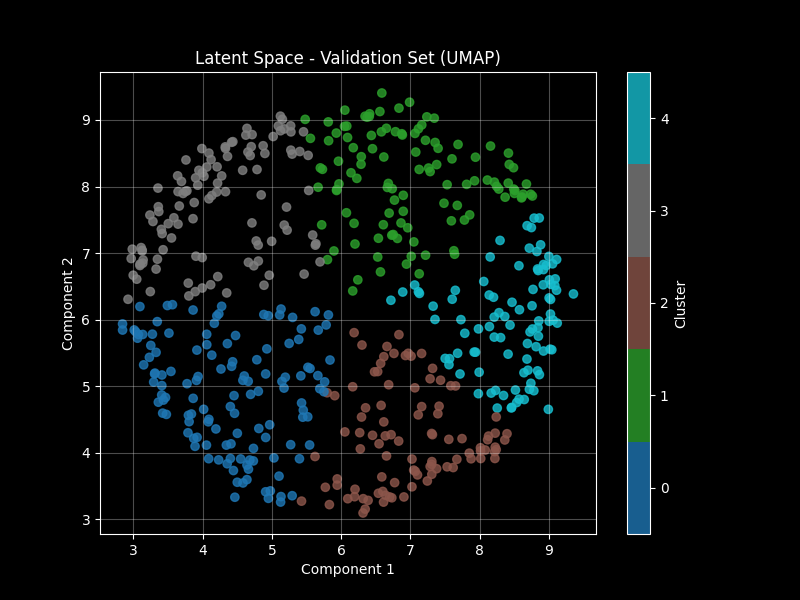 Latent Space - Validation Set (UMAP)
9
8
7
6
5
4
3
Component 2
3 4 5 6 7 8 9
Component 1
4
3
2
1
0
Cluster